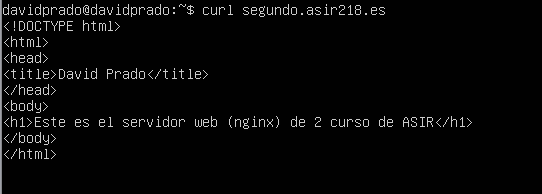 davidprado@davidprado:~$ curl segundo.asir218.es
<!DOCTYPE html>
<html>
<head>
<title>David Prado</title>
</head>
<body>
<h1>Este es el servidor web (nginx) de 2 curso de ASIR</h1>
</body>
</html>